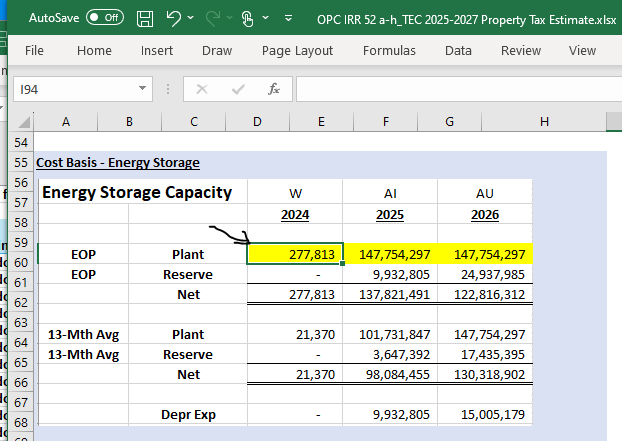 AutoSave Off OPC IRR 52 a-h_TEC 2025-2027 Property Tax Estimate.xlsx
File Home Insert Draw Page Layout Formulas Data Review View
I94 fx
A B C D E F G H
54
55 Cost Basis - Energy Storage
56 Energy Storage Capacity W AI AU
57 2024 2025 2026
58
59
60 EOP Plant 277,813 147,754,297 147,754,297
61 EOP Reserve - 9,932,805 24,937,985
62 Net 277,813 137,821,491 122,816,312
63
64 13-Mth Avg Plant 21,370 101,731,847 147,754,297
65 13-Mth Avg Reserve - 3,647,392 17,435,395
66 Net 21,370 98,084,455 130,318,902
67
68 Depr Exp - 9,932,805 15,005,179